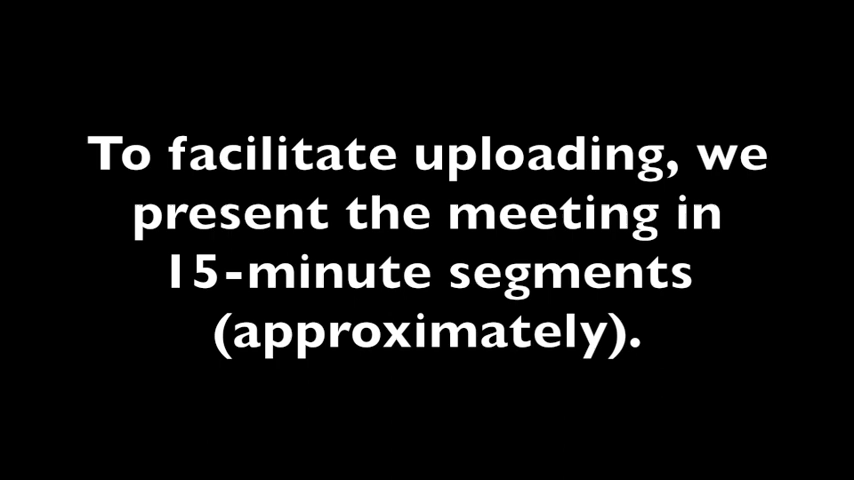 To facilitate uploading, we
present the meeting in
15-minute segments
(approximately).